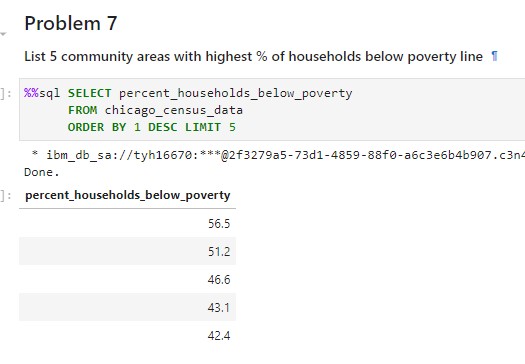 Problem 7
List 5 community areas with highest % of households below poverty line ¶
]: %%sql SELECT percent_households_below_poverty
FROM chicago_census_data
ORDER BY 1 DESC LIMIT 5
* ibm_db_sa://tyh16670:***@2f3279a5-73d1-4859-88f0-a6c3e6b4b907.c3n4
Done.
]: percent_households_below_poverty
56.5
51.2
46.6
43.1
42.4